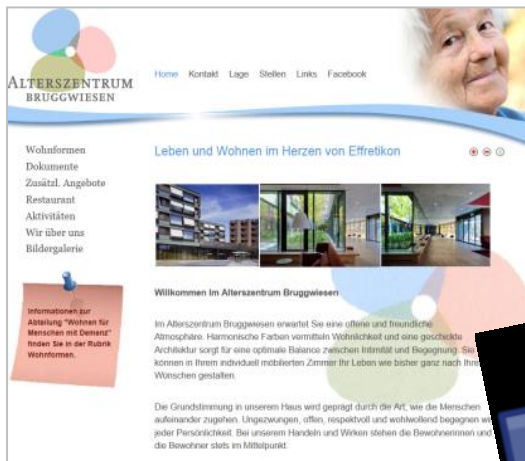 ALTERSZENTRUM
BRUGGWIESEN
Home Kontakt Lage Stellen Links Facebook
Wohnformen
Dokumente
Zusätzl. Angebote
Restaurant
Aktivitäten
Wir über uns
Bildergalerie
Informationen zur
Abteilung "Wohnen für
Menschen mit Demenz"
finden Sie in der Rubrik
Wohnformen.
Leben und Wohnen im Herzen von Effretikon
Willkommen im Alterszentrum Bruggwiesen
Im Alterszentrum Bruggwiesen erwartet Sie eine offene und freundliche
Atmosphäre. Harmonische Farben vermitteln Wohnlichkeit und eine geschickte
Architektur sorgt für eine optimale Balance zwischen Intimität und Begegnung. Sie
können in Ihrem individuell möblierten Zimmer Ihr Leben wie bisher ganz nach Ihren
Wünschen gestalten.
Die Grundstimmung in unserem Haus wird geprägt durch die Art, wie die Menschen
aufeinander zugehen. Ungezwungen, offen, respektvoll und wohlwollend begegnen
jeder Persönlichkeit. Bei unserem Handeln und Wirken stehen die Bewohnerinnen und
die Bewohner stets im Mittelpunkt.